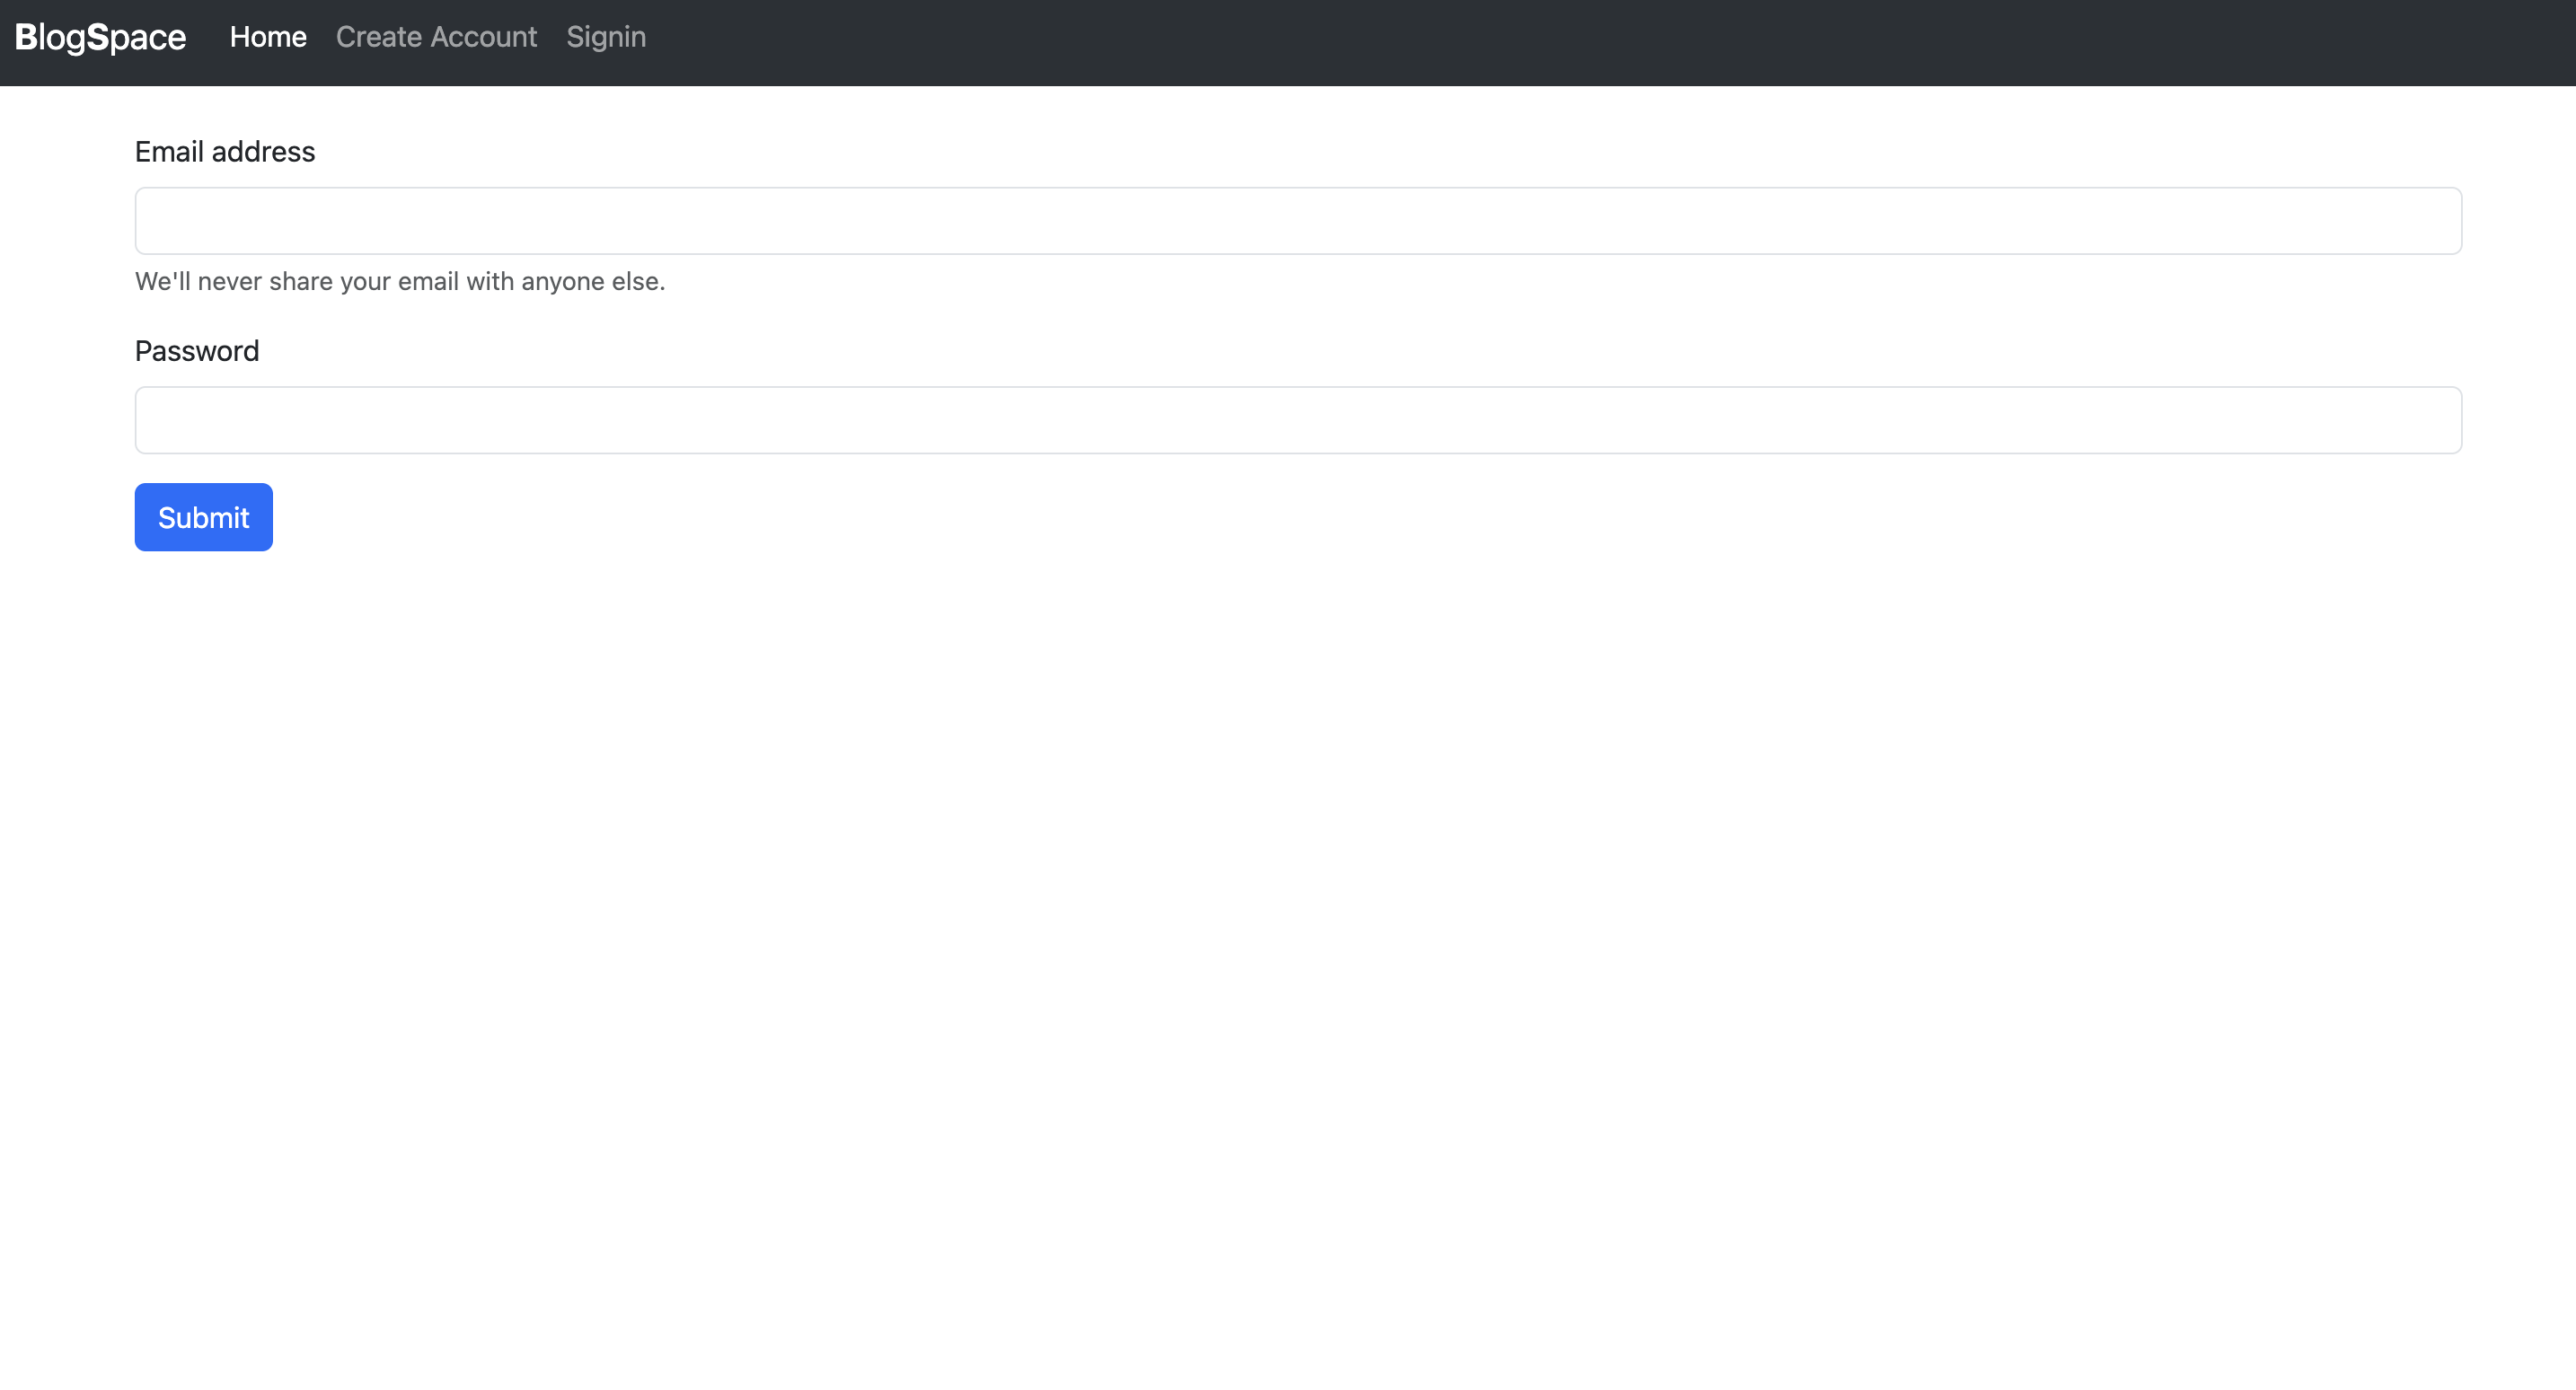 BlogSpace Home Create Account Signin
Email address
We'll never share your email with anyone else.
Password
Submit